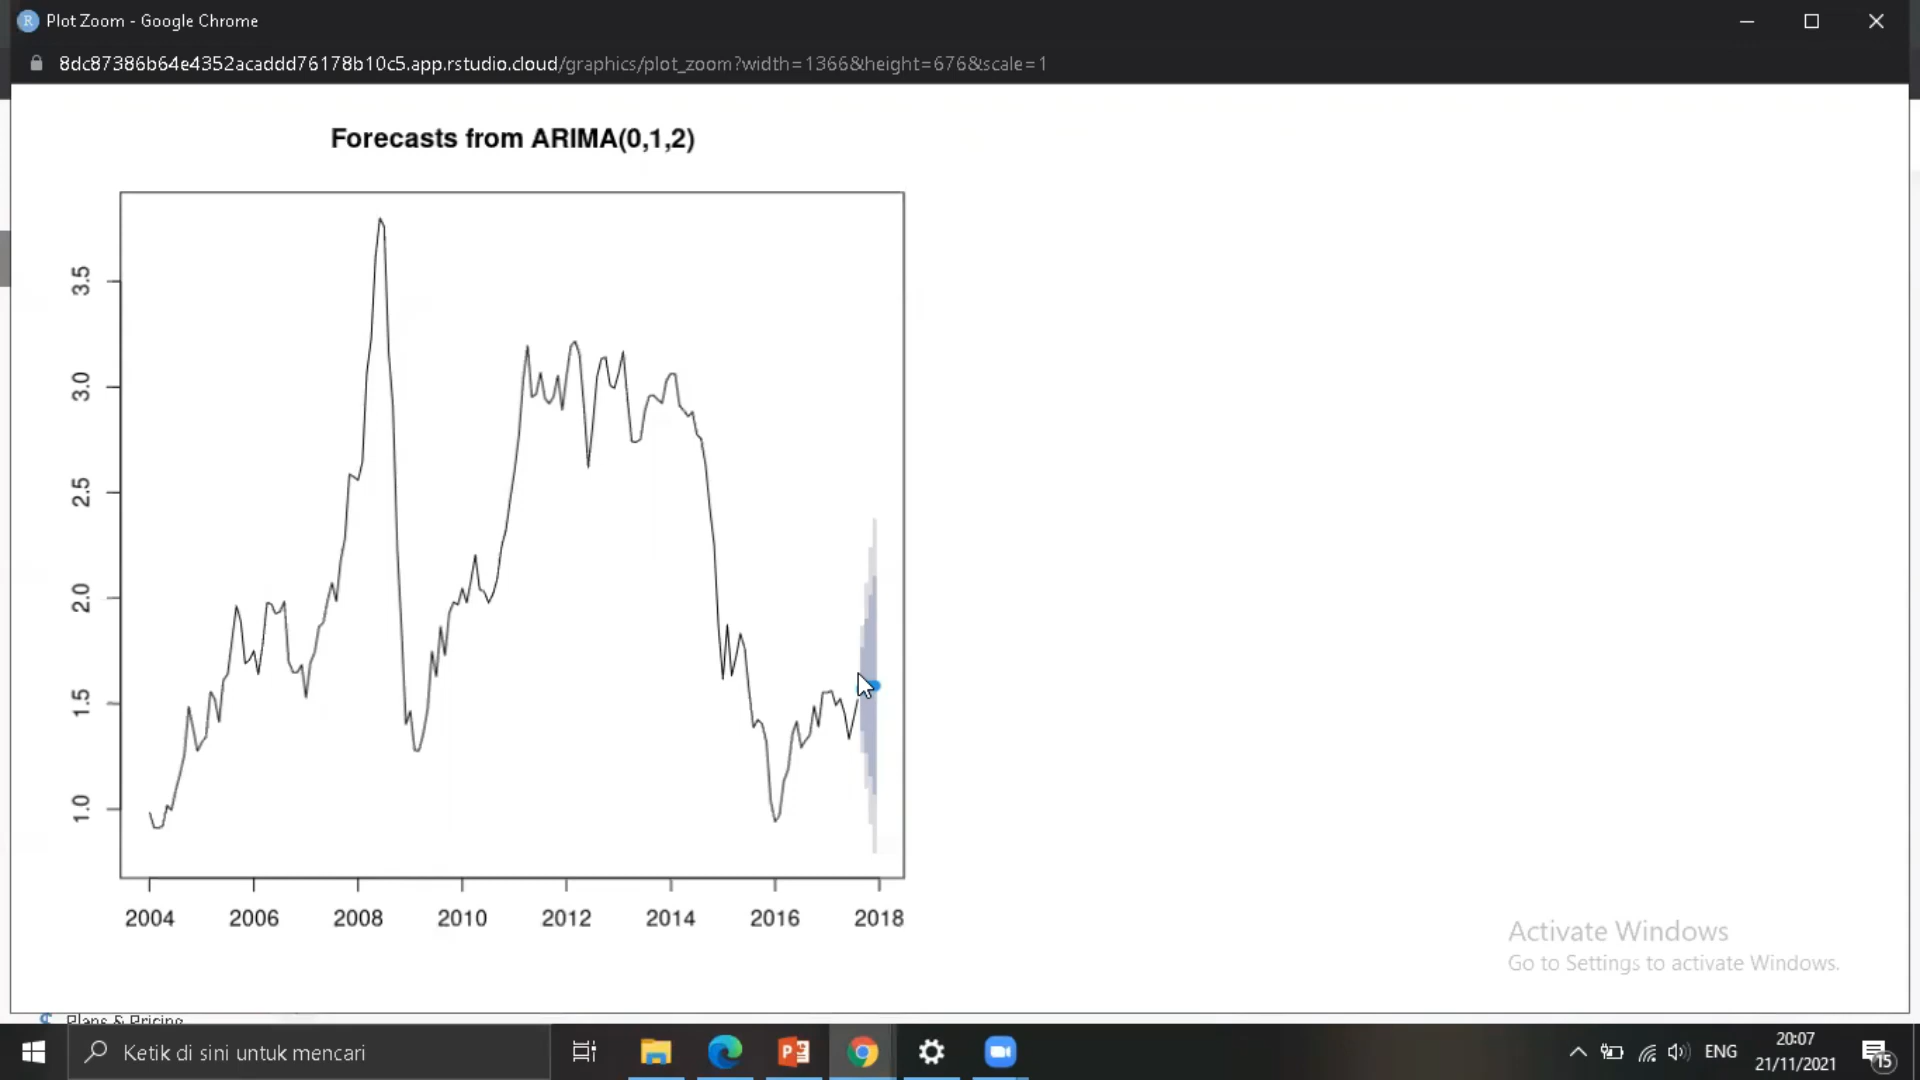 Plot Zoom - Google Chrome
8dc87386b64e4352acaddd76178b10c5.app.rstudio.cloud/graphics/plot_zoom?width=1366&height=676&scale=1
Forecasts from ARIMA(0,1,2)
3.5
3.0
2.5
2.0
1.5
1.0
2004 2006 2008 2010 2012 2014 2016 2018
Activate Windows
Go to Settings to activate Windows.
Plans & Pricing
Ketik di sini untuk mencari
ENG
20:07
21/11/2021
15